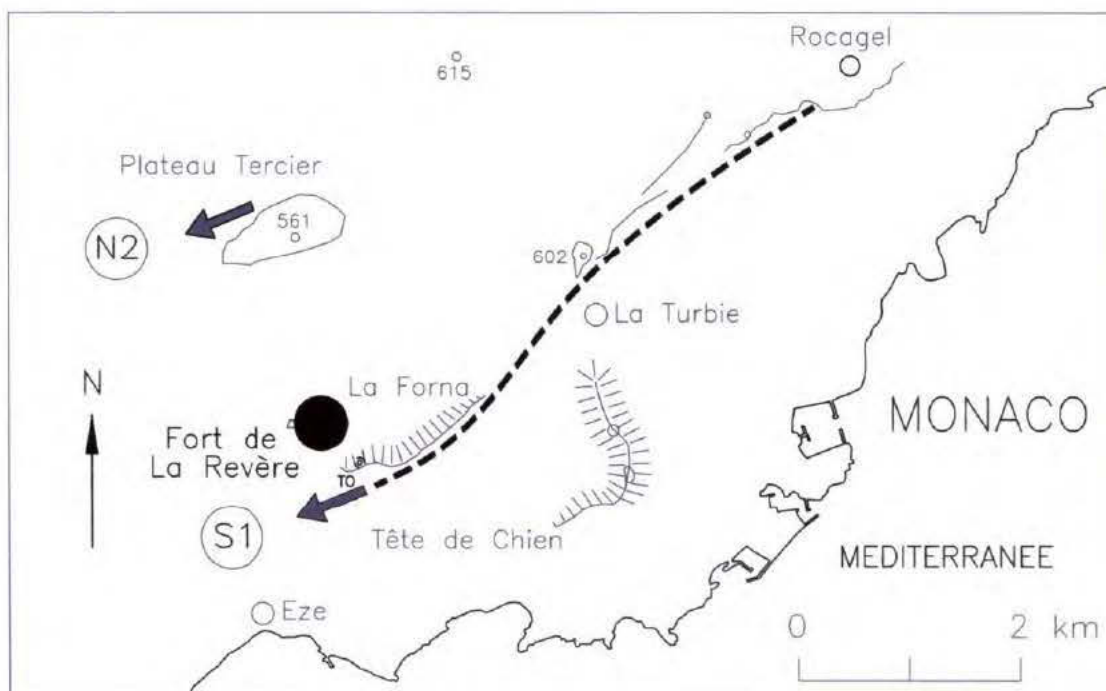 Rocagel
615
Plateau Tercier
N2
561
602
La Turbie
N
La Forna
Fort de
La Revère
TO
MONACO
S1
Tête de Chien
MEDITERRANEE
Eze
0 2 km